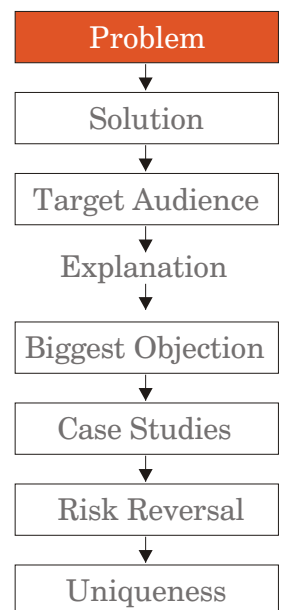 Problem
Solution
Target Audience
Explanation
Biggest Objection
Case Studies
Risk Reversal
Uniqueness